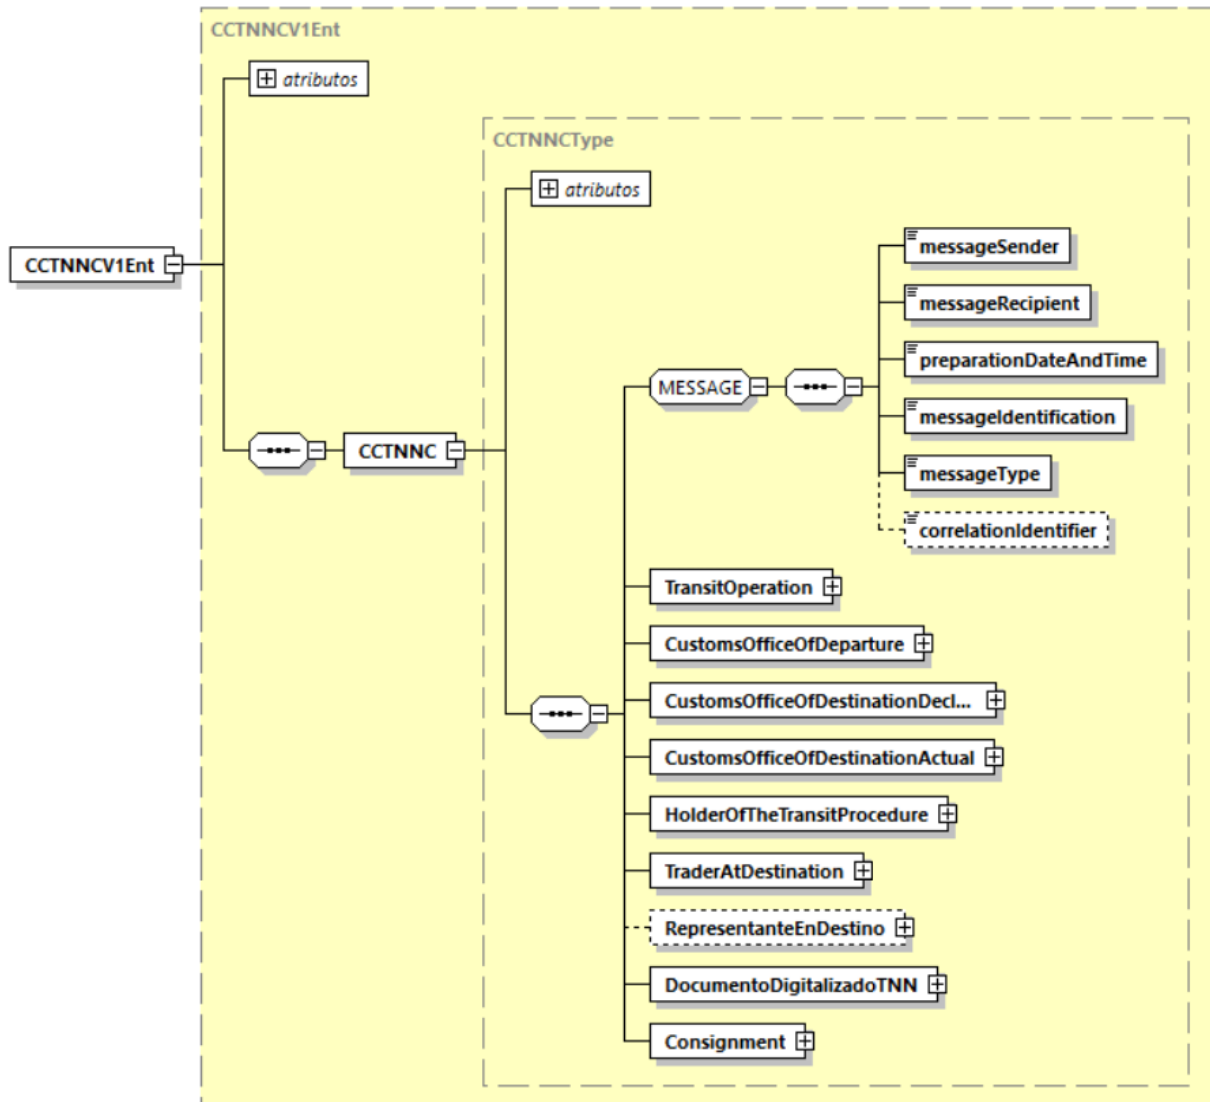 CCTNNCV1Ent
atributos
CCTNNCType
atributos
CCTNNCV1Ent
messageSender
messageRecipient
preparationDateAndTime
MESSAGE
messageIdentification
CCTNNC
messageType
correlationIdentifier
TransitOperation
CustomsOfficeOfDeparture
CustomsOfficeOfDestinationDecl...
CustomsOfficeOfDestinationActual
HolderOfTheTransitProcedure
TraderAtDestination
RepresentanteEnDestino
DocumentoDigitalizadoTNN
Consignment